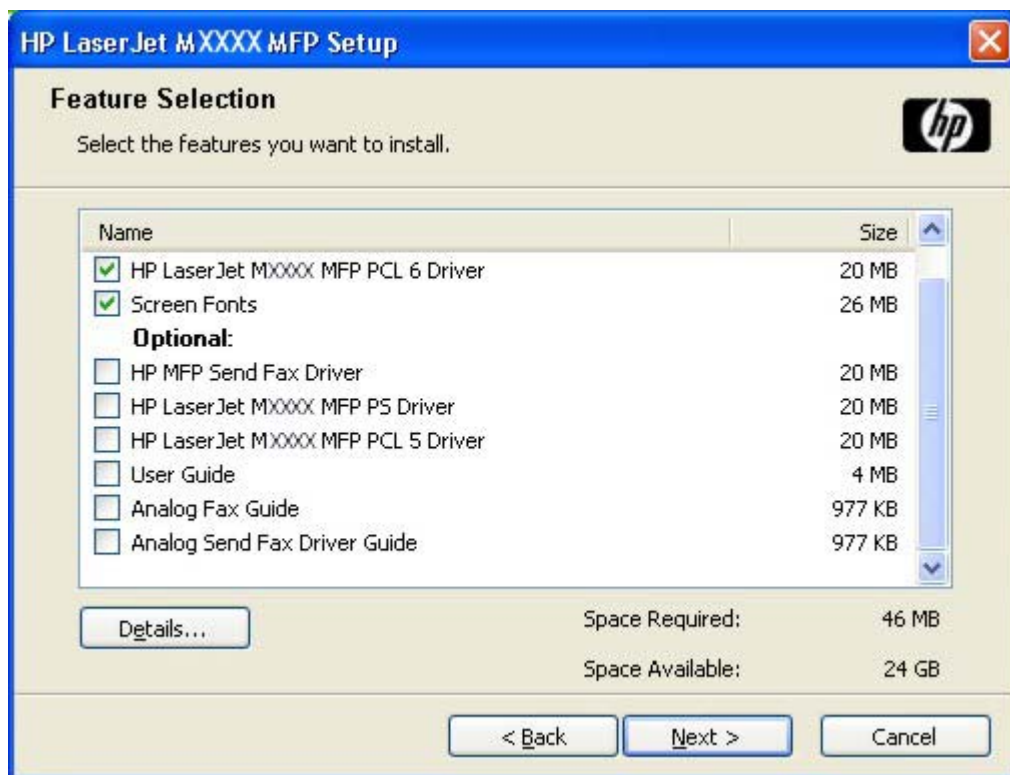 HP LaserJet MXXXX MFP Setup
Feature Selection
hp
Select the features you want to install.
Name Size
HP LaserJet MXXXX MFP PCL 6 Driver 20 MB
Screen Fonts 26 MB
Optional:
HP MFP Send Fax Driver 20 MB
HP LaserJet MXXXX MFP PS Driver 20 MB
HP LaserJet MXXXX MFP PCL 5 Driver 20 MB
User Guide 4 MB
Analog Fax Guide 977 KB
Analog Send Fax Driver Guide 977 KB
Details...
Space Required: 46 MB
Space Available: 24 GB
< Back Next > Cancel